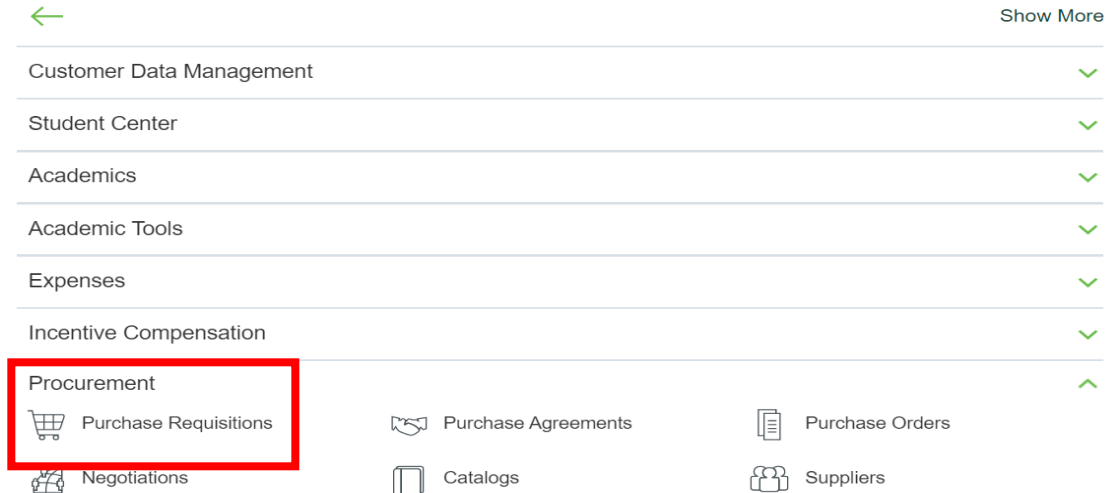 Show More
Customer Data Management
Student Center
Academics
Academic Tools
Expenses
Incentive Compensation
Procurement
Purchase Requisitions Purchase Agreements Purchase Orders
Negotiations Catalogs Suppliers